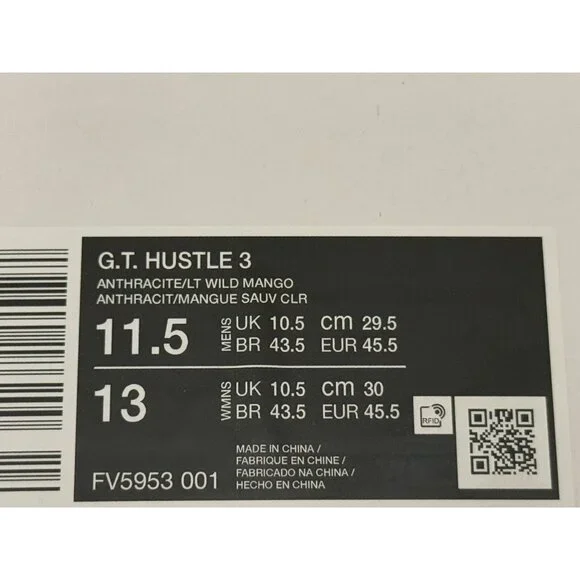 G.T. HUSTLE 3
ANTHRACITE/LT WILD MANGO
ANTHRACIT/MANGUE SAUV CLR
11.5 MENS UK 10.5 cm 29.5
BR 43.5 EUR 45.5
13 WMNS UK 10.5 cm 30
BR 43.5 EUR 45.5
RFID
MADE IN CHINA/
FABRIQUE EN CHINE/
FABRICADO NA CHINA/
HECHO EN CHINA
FV5953 001